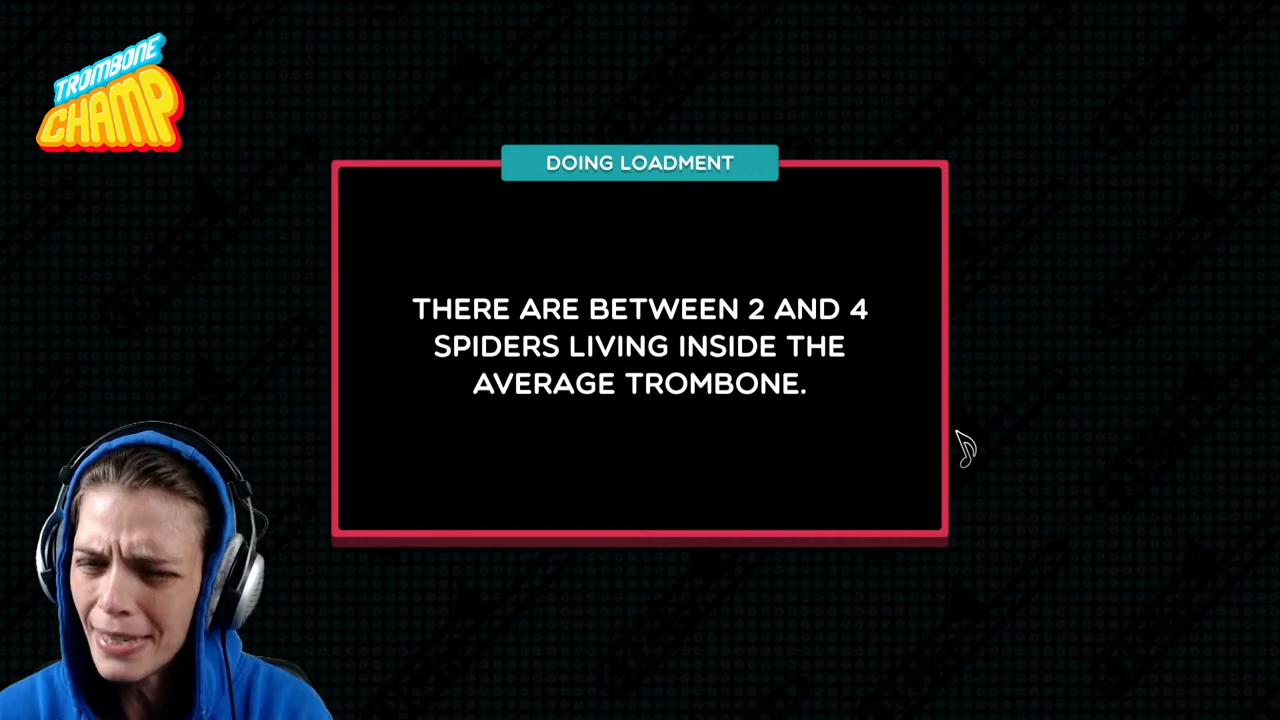 TROMBONE
CHAMP
DOING LOADMENT
THERE ARE BETWEEN 2 AND 4
SPIDERS LIVING INSIDE THE
AVERAGE TROMBONE.